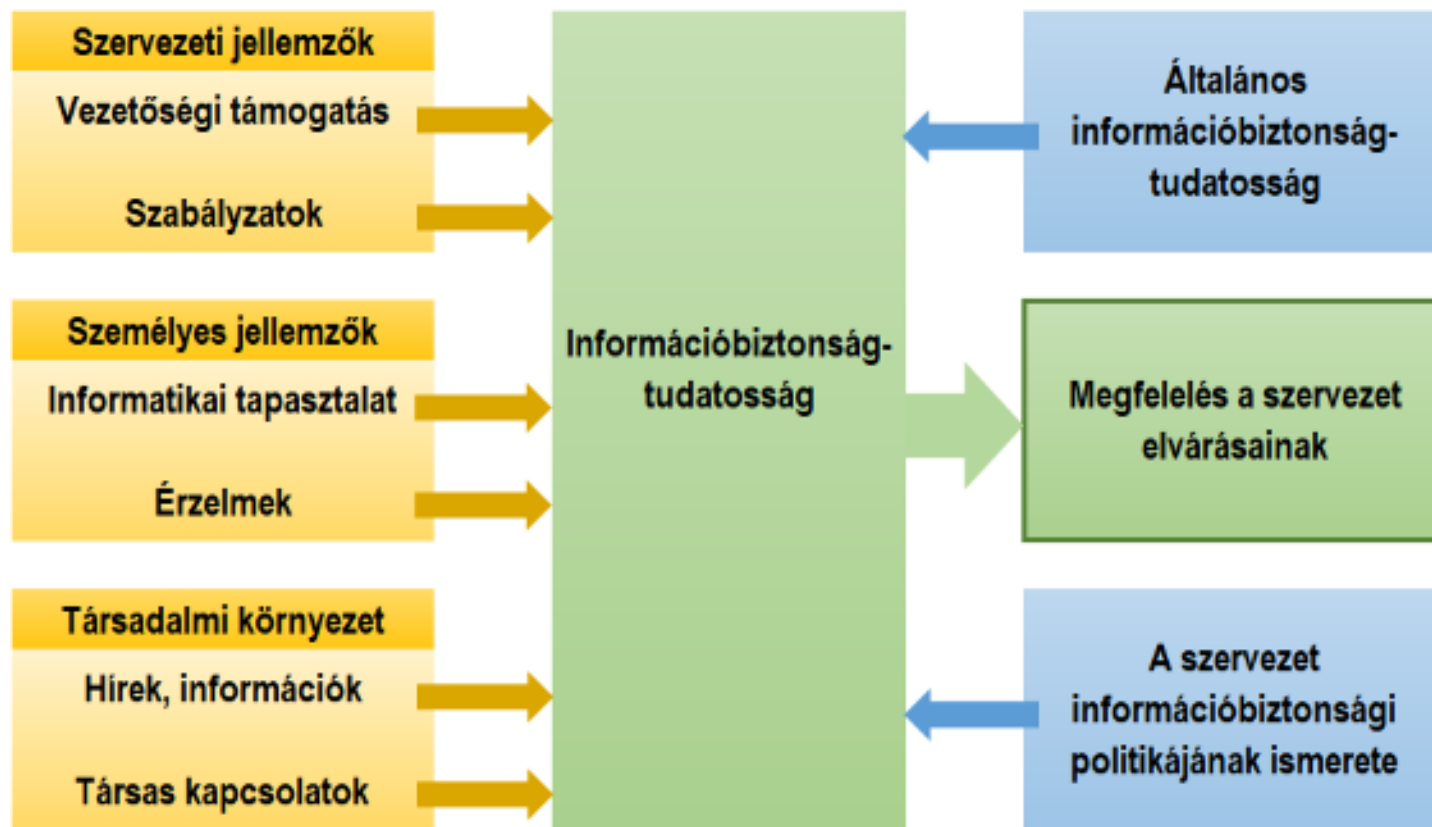 Szervezeti jellemzők
Vezetőségi támogatás
Szabályzatok
Személyes jellemzők
Informatikai tapasztalat
Érzelmek
Társadalmi környezet
Hírek, információk
Társas kapcsolatok
Információbiztonság-
tudatosság
Általános
információbiztonság-
tudatosság
Megfelelés a szervezet
elvárásainak
A szervezet
információbiztonsági
politikájának ismerete